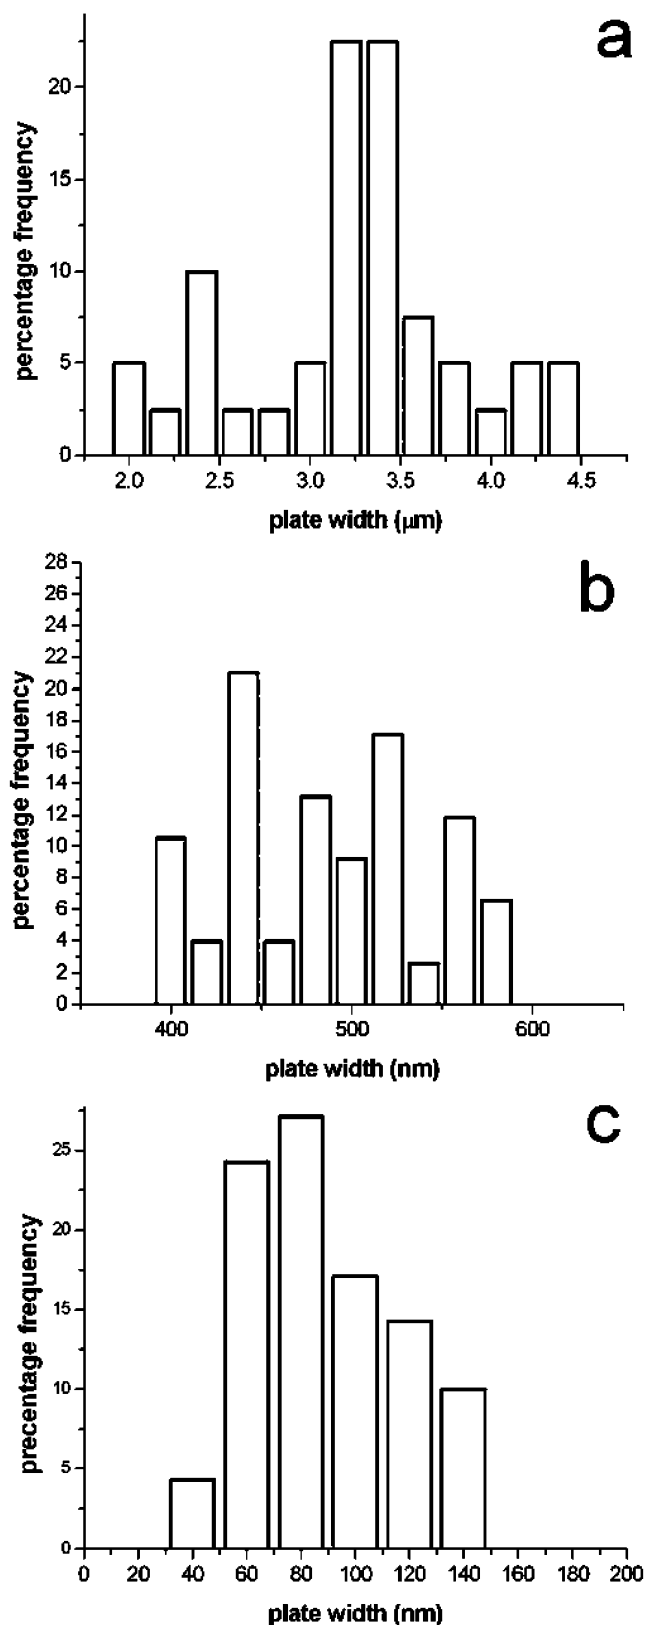 a
20
15
10
5
0
percentage frequency
2.0 2.5 3.0 3.5 4.0 4.5
plate width (μm)
b
28
26
24
22
20
18
16
14
12
10
8
6
4
2
0
percentage frequency
400 500 600
plate width (nm)
c
25
20
15
10
5
0
precentage frequency
0 20 40 60 80 100 120 140 160 180 200
plate width (nm)